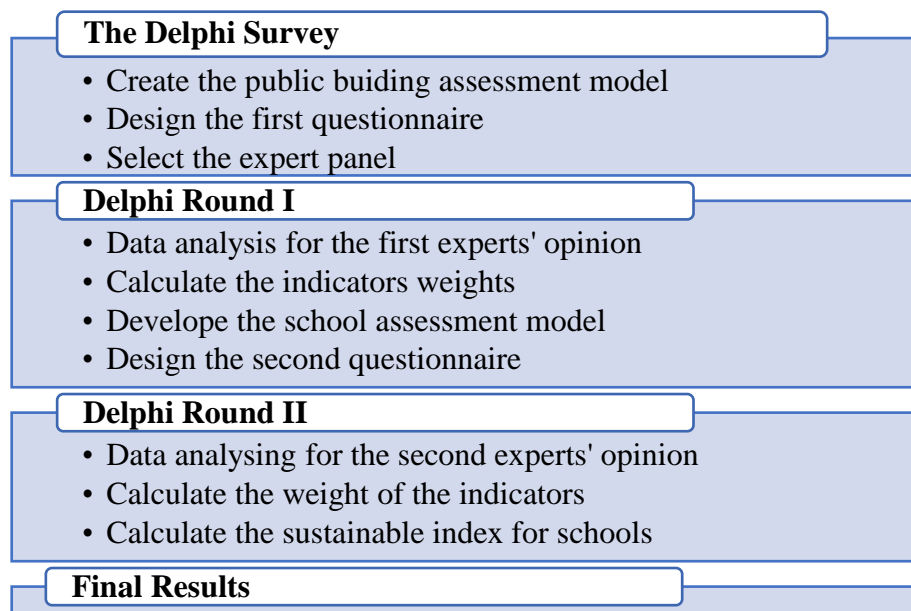 The Delphi Survey
• Create the public buiding assessment model
• Design the first questionnaire
• Select the expert panel
Delphi Round I
• Data analysis for the first experts' opinion
• Calculate the indicators weights
• Develope the school assessment model
• Design the second questionnaire
Delphi Round II
• Data analysing for the second experts' opinion
• Calculate the weight of the indicators
• Calculate the sustainable index for schools
Final Results